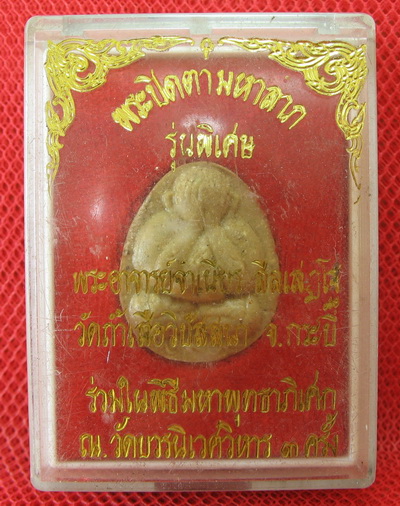 พระปิดตามหาลาภ
รุ่นพิเศษ
พระอาจารย์จำเนียร สีลเสฏโฐ
วัดถ้ำเสือวิปัสสนา จ.กระบี่
ร่วมในพิธีมหาพุทธาภิเศก
ณ.วัดบวรนิเวศวิหาร ๓ ครั้ง